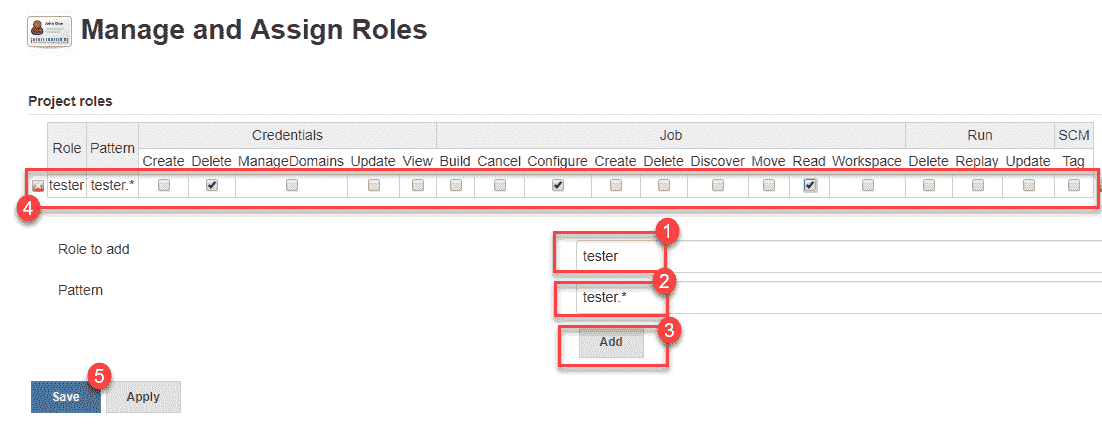 Manage and Assign Roles
Project roles
Role Pattern Credentials Job Run SCM
Create Delete ManageDomains Update View Build Cancel Configure Create Delete Discover Move Read Workspace Delete Replay Update Tag
tester tester.*
4
1
Role to add tester
2
Pattern tester.*
3
Add
5
Save Apply